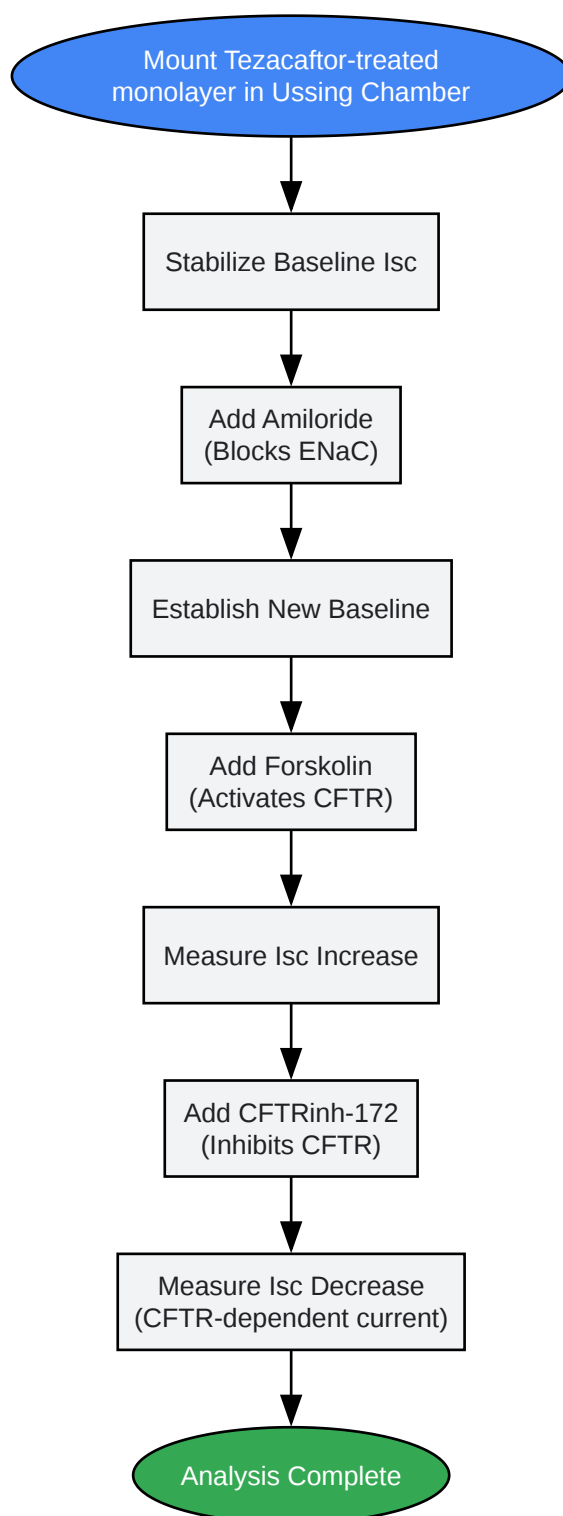 Mount Tezacaftor-treated
monolayer in Ussing Chamber
Stabilize Baseline Isc
Add Amiloride
(Blocks ENaC)
Establish New Baseline
Add Forskolin
(Activates CFTR)
Measure Isc Increase
Add CFTRinh-172
(Inhibits CFTR)
Measure Isc Decrease
(CFTR-dependent current)
Analysis Complete